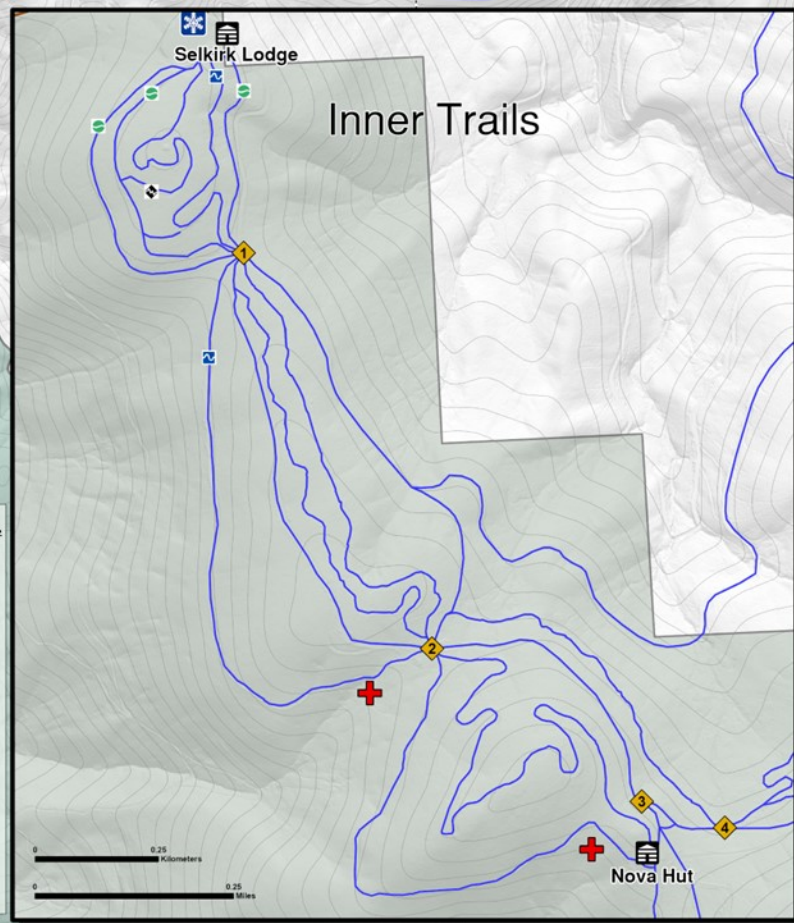 Selkirk Lodge
Inner Trails
1
2
3
4
Nova Hut
0.25
0
Kilometers
0.25
0
Miles